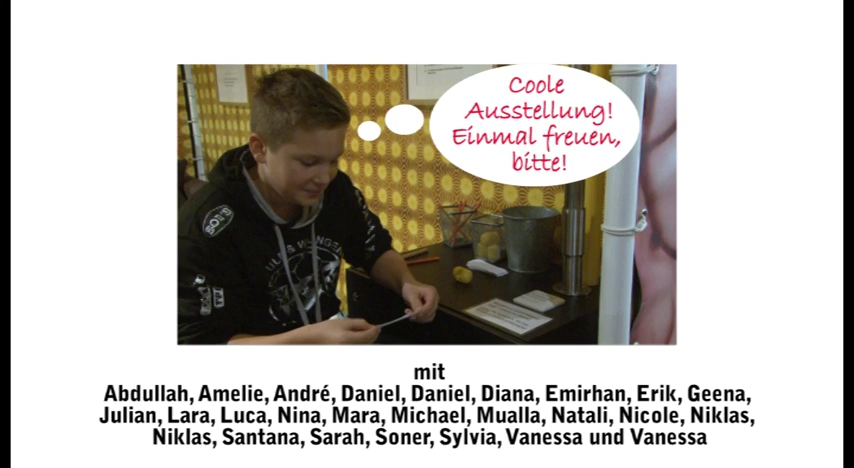 Coole
Ausstellung!
Einmal freuen,
bitte!
mit
Abdullah, Amelie, André, Daniel, Daniel, Diana, Emirhan, Erik, Geena,
Julian, Lara, Luca, Nina, Mara, Michael, Mualla, Natali, Nicole, Niklas,
Niklas, Santana, Sarah, Soner, Sylvia, Vanessa und Vanessa